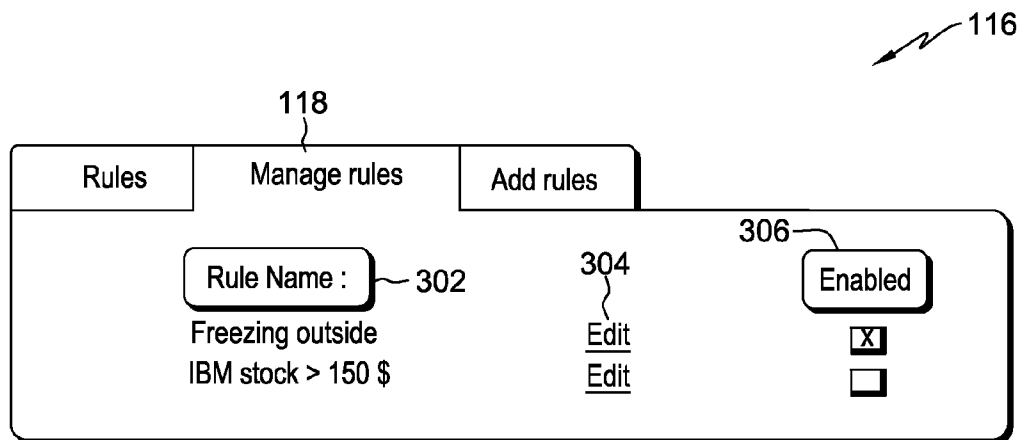 116
118
Rules Manage rules Add rules
306
Rule Name : 302 304 Enabled
Freezing outside Edit X
IBM stock > 150 $ Edit